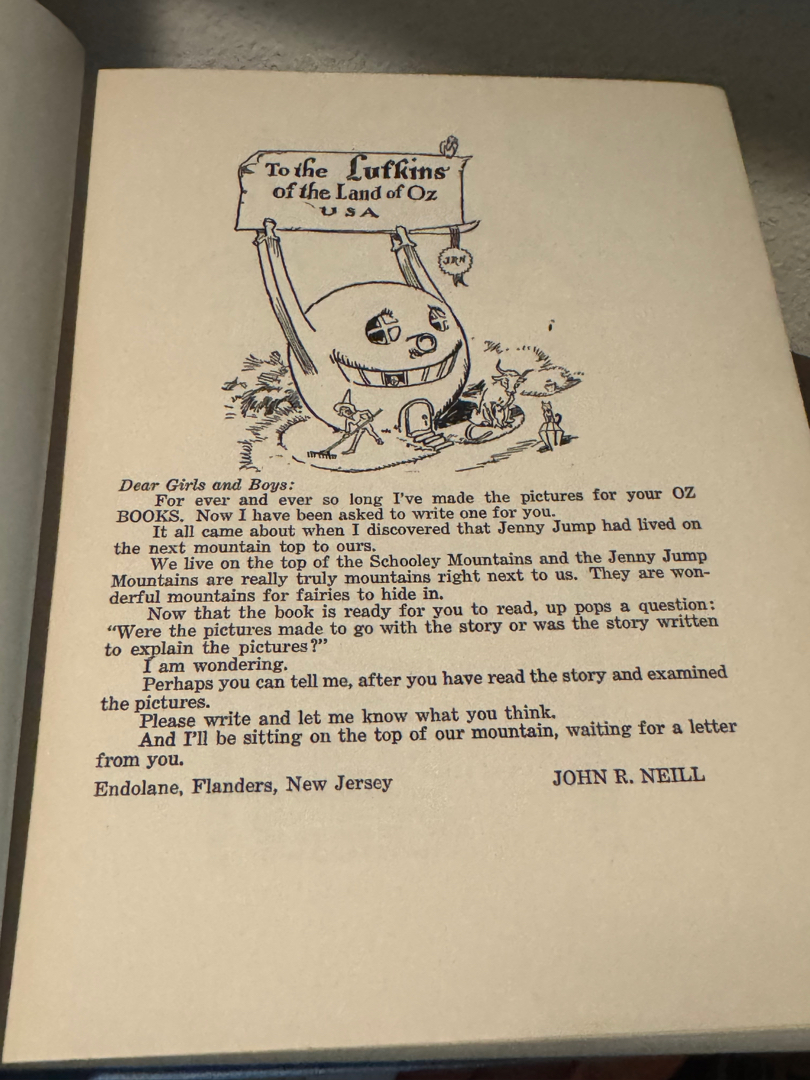 To the Lufkins
of the Land of Oz
USA
JRN
Dear Girls and Boys:
For ever and ever so long I've made the pictures for your OZ
BOOKS. Now I have been asked to write one for you.
It all came about when I discovered that Jenny Jump had lived on
the next mountain top to ours.
We live on the top of the Schooley Mountains and the Jenny Jump
Mountains are really truly mountains right next to us. They are won-
derful mountains for fairies to hide in.
Now that the book is ready for you to read, up pops a question:
“Were the pictures made to go with the story or was the story written
to explain the pictures?”
I am wondering.
Perhaps you can tell me, after you have read the story and examined
the pictures.
Please write and let me know what you think.
And I'll be sitting on the top of our mountain, waiting for a letter
from you.
Endolane, Flanders, New Jersey JOHN R. NEILL